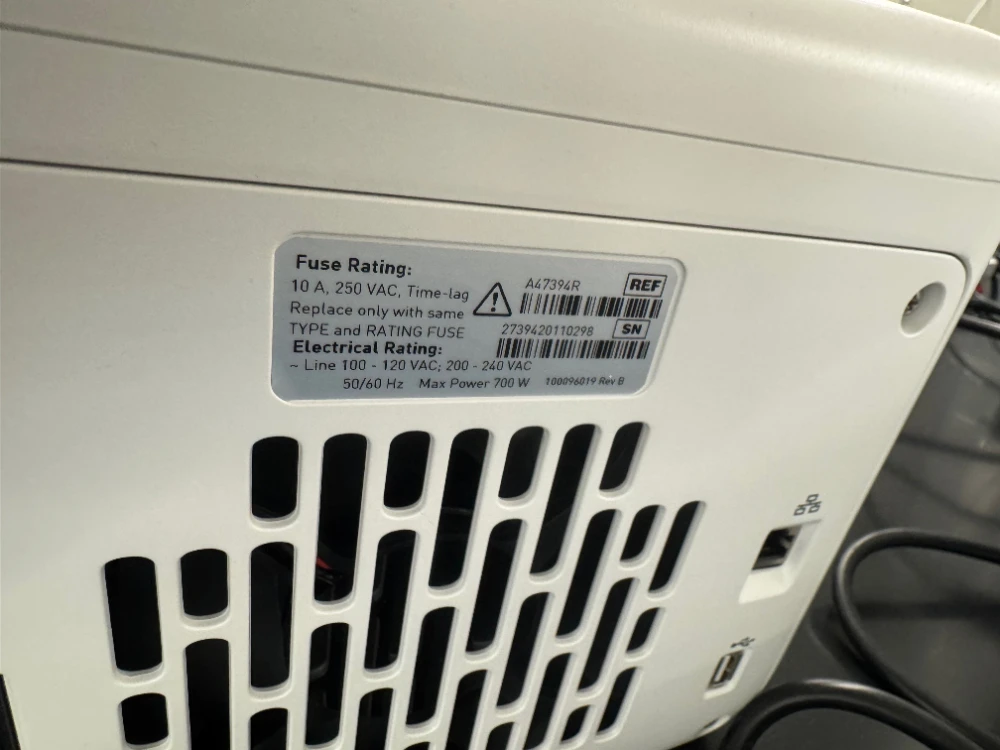 Fuse Rating:
10 A, 250 VAC, Time-lag
Replace only with same
TYPE and RATING FUSE
Electrical Rating:
~ Line 100 - 120 VAC; 200 - 240 VAC
50/60 Hz Max Power 700 W
A47394R REF
2739420110298 SN
100096019 Rev B